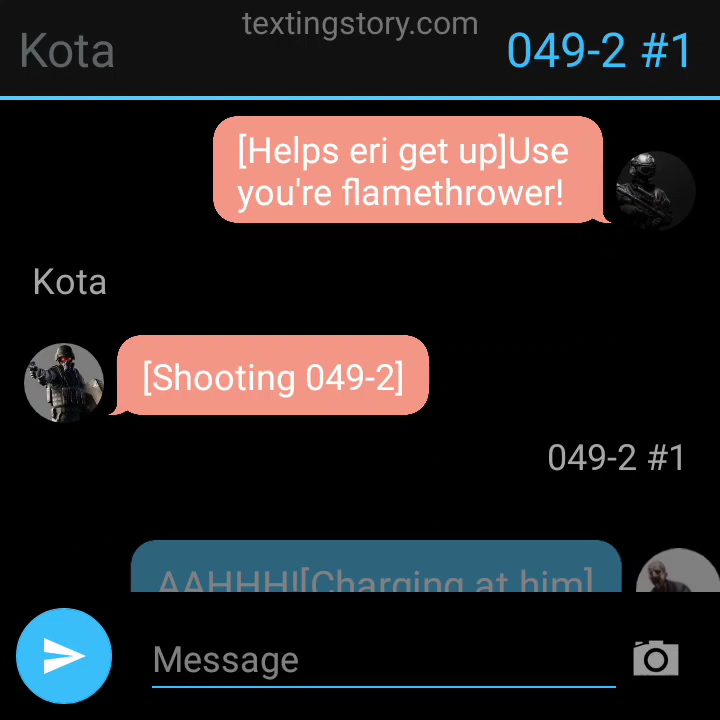 textingstory.com
Kota
049-2 #1
[Helps eri get up]Use
you're flamethrower!
Kota
[Shooting 049-2]
049-2 #1
AAHHH![Charging at him]
Message